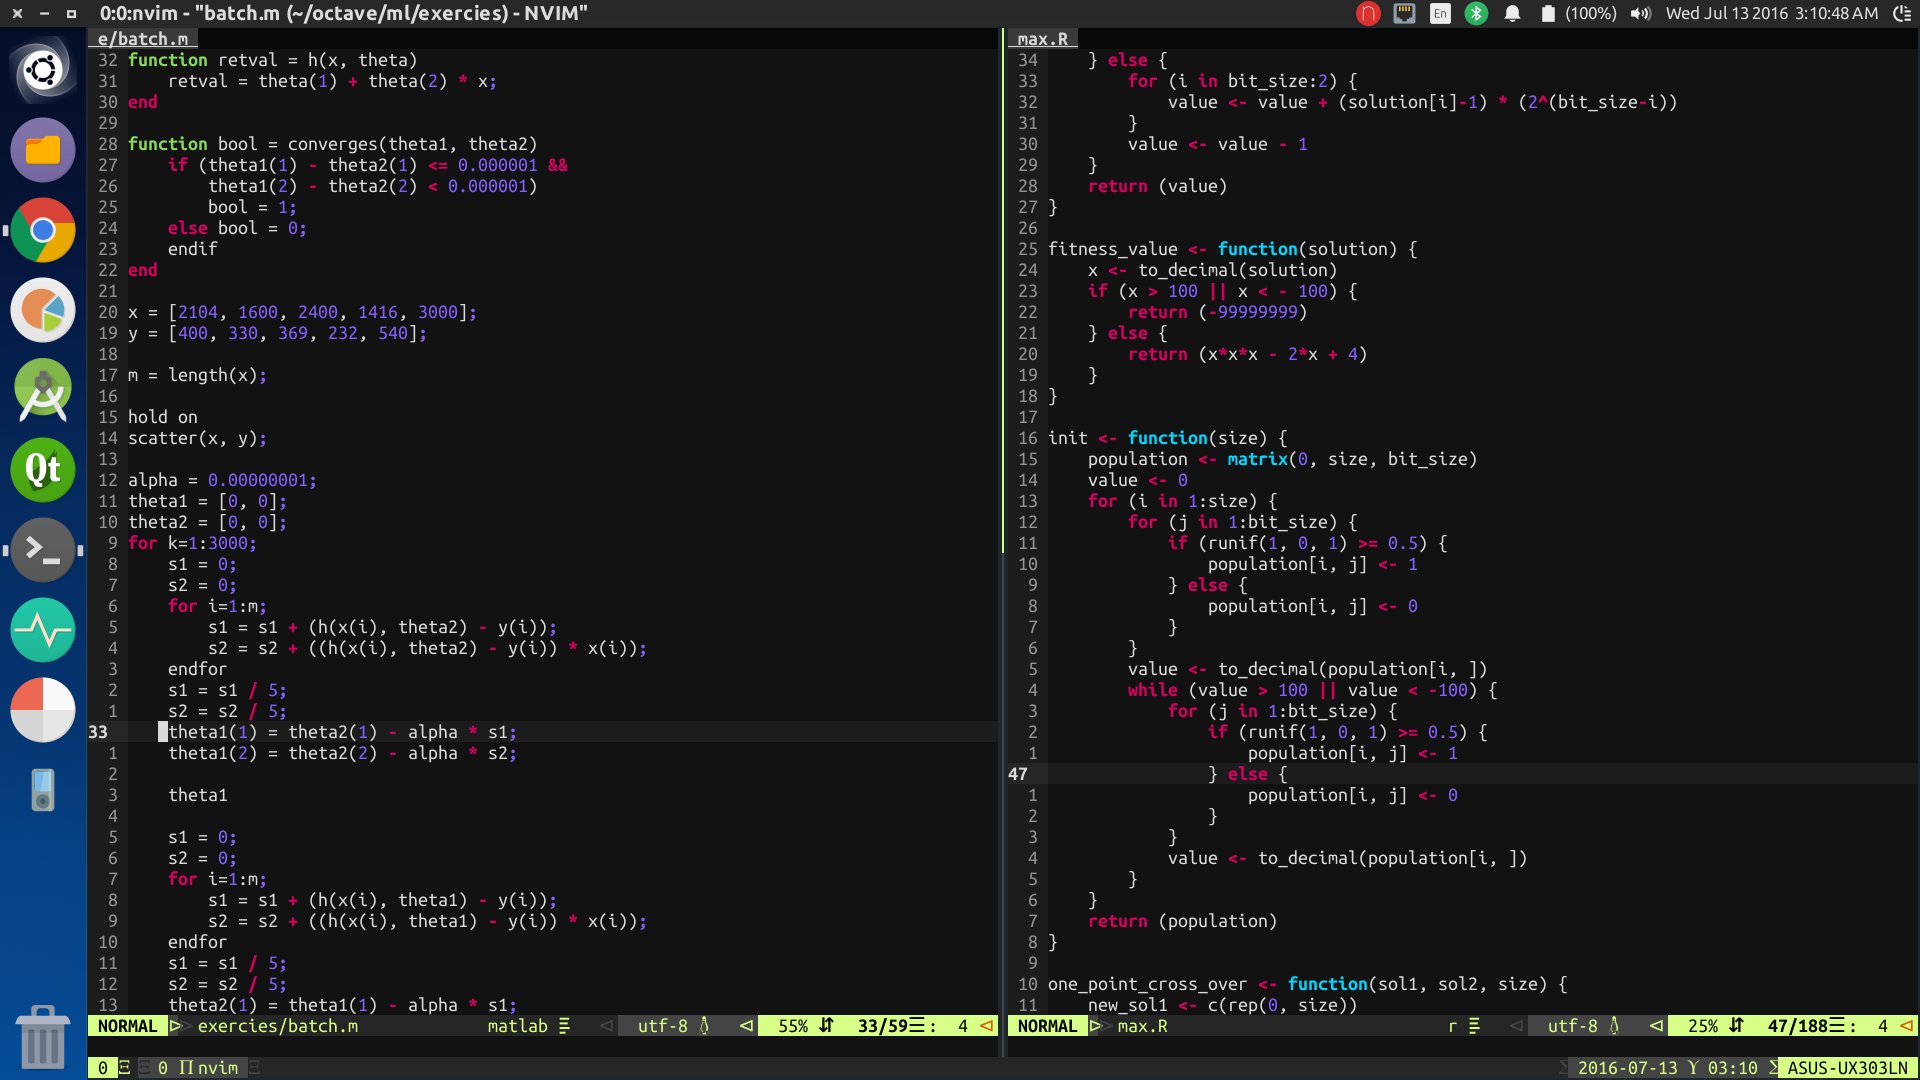 0:0:nvim - "batch.m (~/octave/ml/exercies) - NVIM"
En (100%) Wed Jul 13 2016 3:10:48 AM
e/batch.m
32 function retval = h(x, theta)
31     retval = theta(1) + theta(2) * x;
30 end
29
28 function bool = converges(theta1, theta2)
27     if (theta1(1) - theta2(1) <= 0.000001 &&
26         theta1(2) - theta2(2) < 0.000001)
25         bool = 1;
24     else bool = 0;
23     endif
22 end
21
20 x = [2104, 1600, 2400, 1416, 3000];
19 y = [400, 330, 369, 232, 540];
18
17 m = length(x);
16
15 hold on
14 scatter(x, y);
13
12 alpha = 0.00000001;
11 theta1 = [0, 0];
10 theta2 = [0, 0];
9 for k=1:3000;
8     s1 = 0;
7     s2 = 0;
6     for i=1:m;
5         s1 = s1 + (h(x(i), theta2) - y(i));
4         s2 = s2 + ((h(x(i), theta2) - y(i)) * x(i));
3     endfor
2     s1 = s1 / 5;
1     s2 = s2 / 5;
33     theta1(1) = theta2(1) - alpha * s1;
1     theta1(2) = theta2(2) - alpha * s2;
2
3     theta1
4
5     s1 = 0;
6     s2 = 0;
7     for i=1:m;
8         s1 = s1 + (h(x(i), theta1) - y(i));
9         s2 = s2 + ((h(x(i), theta1) - y(i)) * x(i));
10     endfor
11     s1 = s1 / 5;
12     s2 = s2 / 5;
13     theta2(1) = theta1(1) - alpha * s1;
NORMAL exercies/batch.m matlab utf-8 55% 33/59 : 4
max.R
34     } else {
33         for (i in bit_size:2) {
32             value <- value + (solution[i]-1) * (2^(bit_size-i))
31         }
30         value <- value - 1
29     }
28     return (value)
27 }
26
25 fitness_value <- function(solution) {
24     x <- to_decimal(solution)
23     if (x > 100 || x < - 100) {
22         return (-99999999)
21     } else {
20         return (x*x*x - 2*x + 4)
19     }
18 }
17
16 init <- function(size) {
15     population <- matrix(0, size, bit_size)
14     value <- 0
13     for (i in 1:size) {
12         for (j in 1:bit_size) {
11             if (runif(1, 0, 1) >= 0.5) {
10                 population[i, j] <- 1
9             } else {
8                 population[i, j] <- 0
7             }
6         }
5         value <- to_decimal(population[i, ])
4         while (value > 100 || value < -100) {
3             for (j in 1:bit_size) {
2                 if (runif(1, 0, 1) >= 0.5) {
1                     population[i, j] <- 1
47                 } else {
1                     population[i, j] <- 0
2                 }
3             }
4             value <- to_decimal(population[i, ])
5         }
6     }
7     return (population)
8 }
9
10 one_point_cross_over <- function(sol1, sol2, size) {
11     new_sol1 <- c(rep(0, size))
NORMAL max.R r utf-8 25% 47/188 : 4
Qt
0 0 Π nvim 2016-07-13 03:10 ASUS-UX303LN